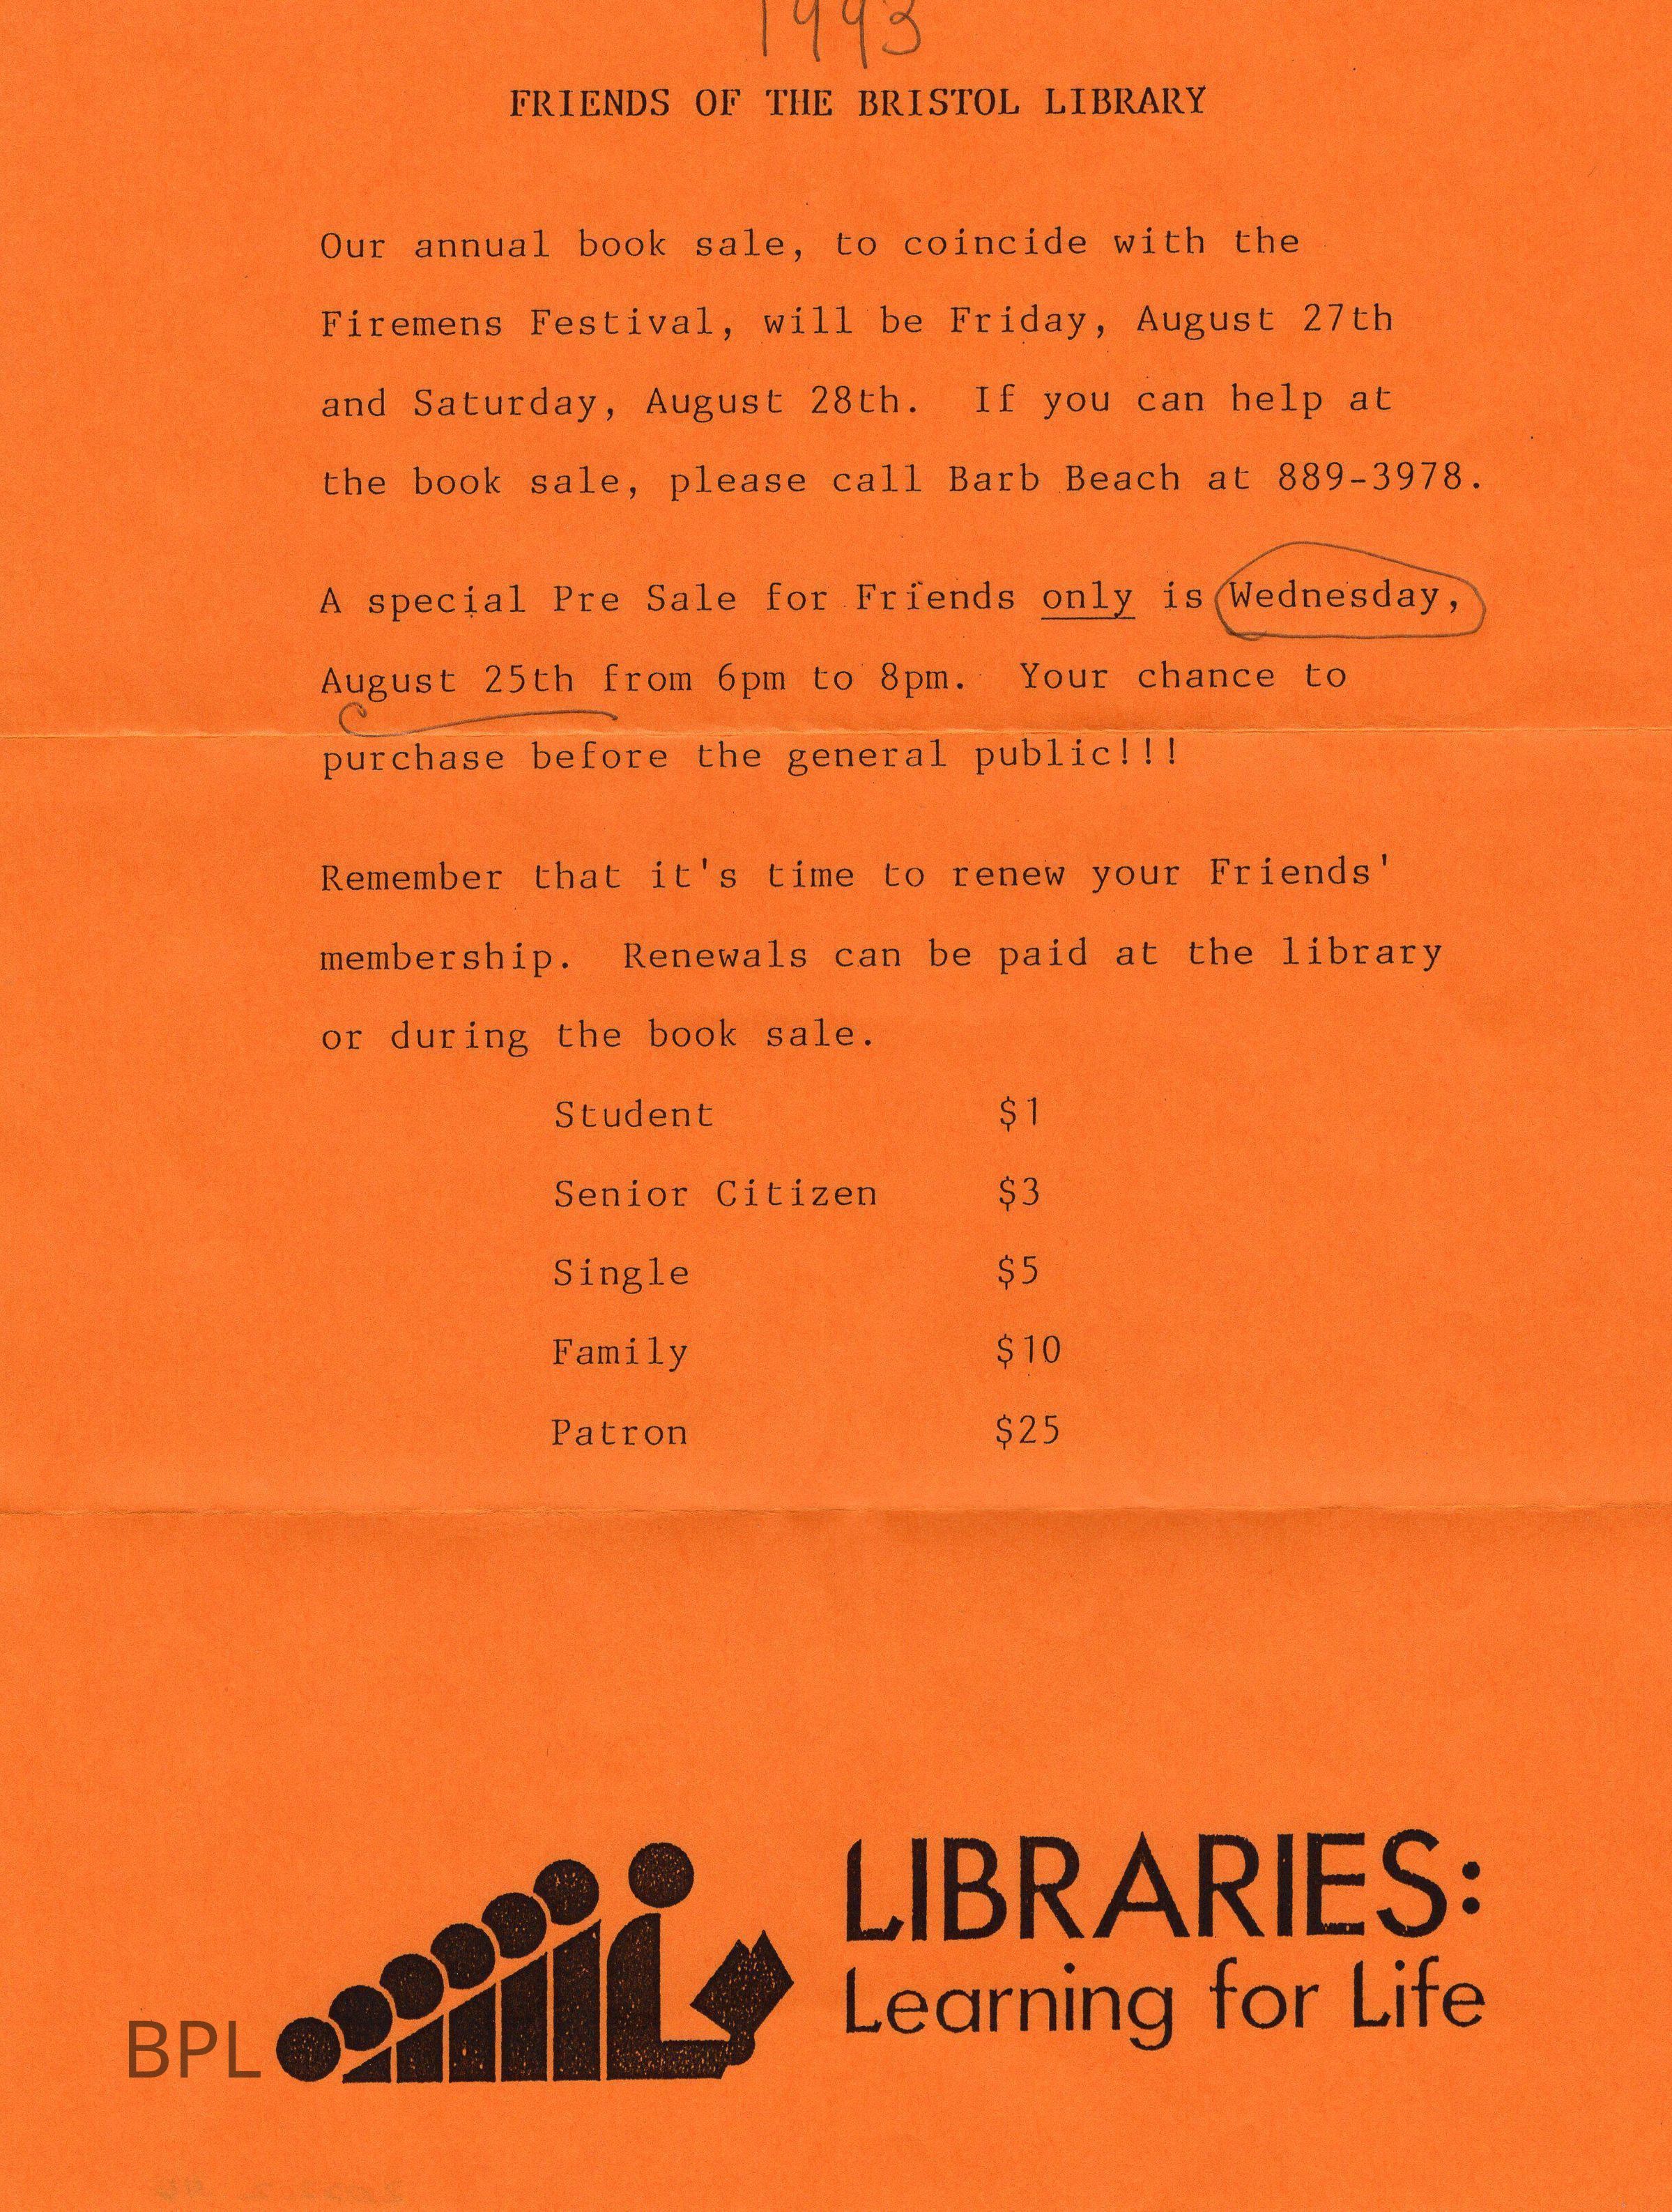 1993
FRIENDS OF THE BRISTOL LIBRARY
Our annual book sale, to coincide with the
Firemens Festival, will be Friday, August 27th
and Saturday, August 28th.  If you can help at
the book sale, please call Barb Beach at 889-3978.
A special Pre Sale for Friends only is Wednesday,
August 25th from 6pm to 8pm.  Your chance to
purchase before the general public!!!
Remember that it's time to renew your Friends'
membership.  Renewals can be paid at the library
or during the book sale.
Student $1
Senior Citizen $3
Single $5
Family $10
Patron $25
LIBRARIES:
Learning for Life
BPL